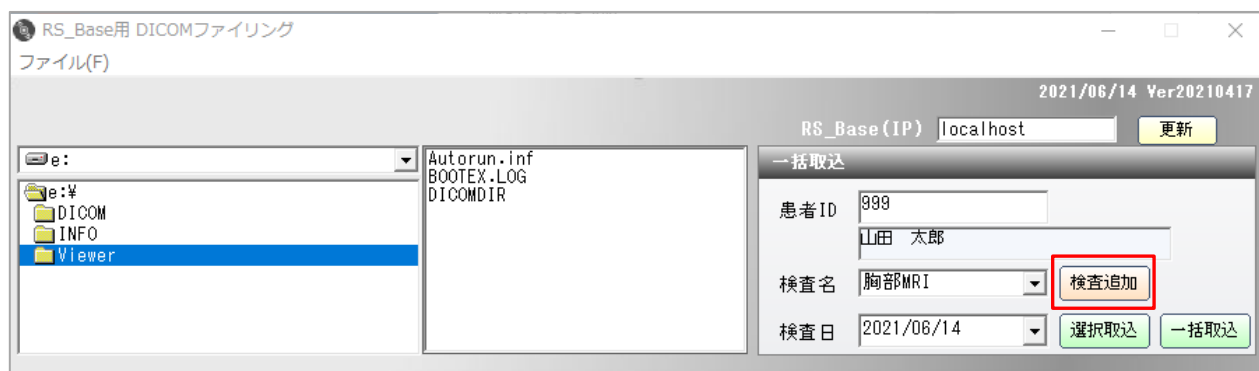 RS_Base用 DICOMファイリング
ファイル(F)
2021/06/14 Ver20210417
RS_Base(IP) localhost 更新
e:
e:¥
DICOM
INFO
Viewer
Autorun.inf
BOOTEX.LOG
DICOMDIR
一括取込
患者ID 999
山田 太郎
検査名 胸部MRI 検査追加
検査日 2021/06/14 選択取込 一括取込